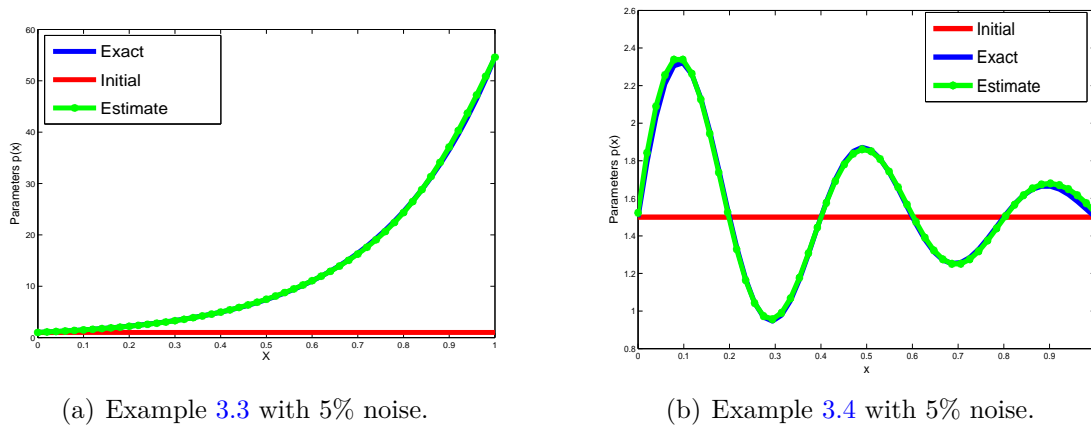 60
50
40
30
20
10
0
Parameters p(x)
Exact
Initial
Estimate
0 0.1 0.2 0.3 0.4 0.5 0.6 0.7 0.8 0.9 1
X
(a) Example 3.3 with 5% noise.
2.6
2.4
2.2
2
1.8
1.6
1.4
1.2
1
0.8
Parameters p(x)
Initial
Exact
Estimate
0 0.1 0.2 0.3 0.4 0.5 0.6 0.7 0.8 0.9
x
(b) Example 3.4 with 5% noise.